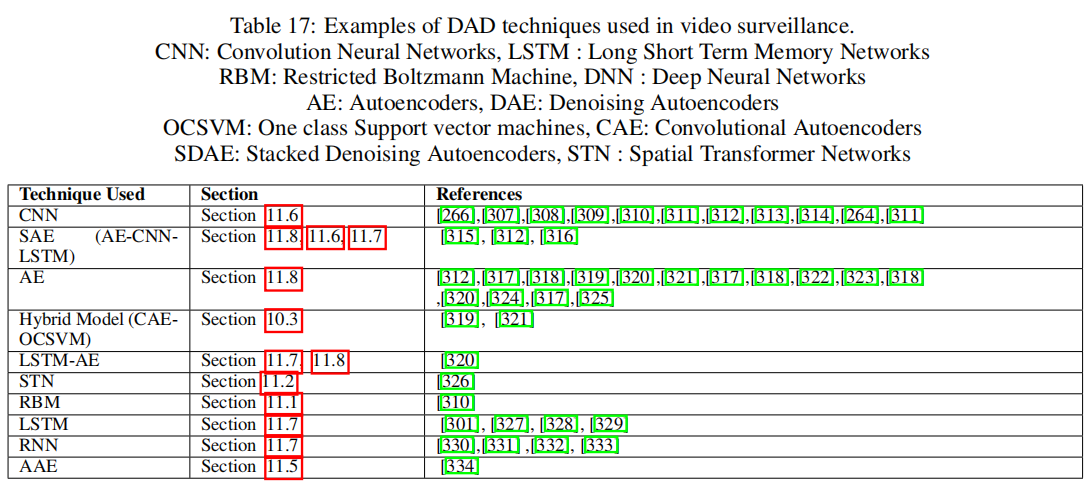 Table 17: Examples of DAD techniques used in video surveillance.
CNN: Convolution Neural Networks, LSTM : Long Short Term Memory Networks
RBM: Restricted Boltzmann Machine, DNN : Deep Neural Networks
AE: Autoencoders, DAE: Denoising Autoencoders
OCSVM: One class Support vector machines, CAE: Convolutional Autoencoders
SDAE: Stacked Denoising Autoencoders, STN : Spatial Transformer Networks
Technique Used Section References
CNN Section 11.6 [266],[307],[308],[309],[310],[311],[312],[313],[314],[264],[311]
SAE (AE-CNN- Section 11.8, 11.6, 11.7 [315], [312], [316]
LSTM)
AE Section 11.8 [312],[317],[318],[319],[320],[321],[317],[318],[322],[323],[318]
,[320],[324],[317],[325]
Hybrid Model (CAE- Section 10.3 [319], [321]
OCSVM)
LSTM-AE Section 11.7, 11.8 [320]
STN Section 11.2 [326]
RBM Section 11.1 [310]
LSTM Section 11.7 [301], [327], [328], [329]
RNN Section 11.7 [330],[331] ,[332], [333]
AAE Section 11.5 [334]